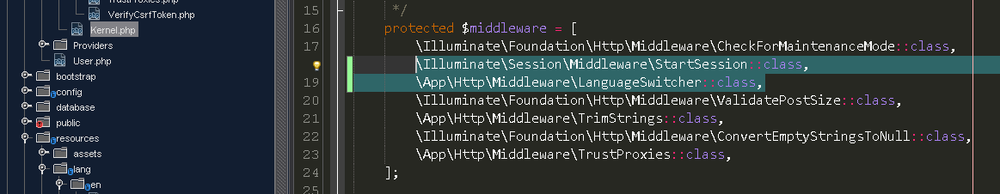 TrustProxies.php
VerifyCsrfToken.php
Kernel.php
Providers
User.php
bootstrap
config
database
public
resources
assets
lang
en
15 */
16 protected $middleware = [
17 \Illuminate\Foundation\Http\Middleware\CheckForMaintenanceMode::class,
\Illuminate\Session\Middleware\StartSession::class,
19 \App\Http\Middleware\LanguageSwitcher::class,
20 \Illuminate\Foundation\Http\Middleware\ValidatePostSize::class,
21 \App\Http\Middleware\TrimStrings::class,
22 \Illuminate\Foundation\Http\Middleware\ConvertEmptyStringsToNull::class,
23 \App\Http\Middleware\TrustProxies::class,
24 ];
25